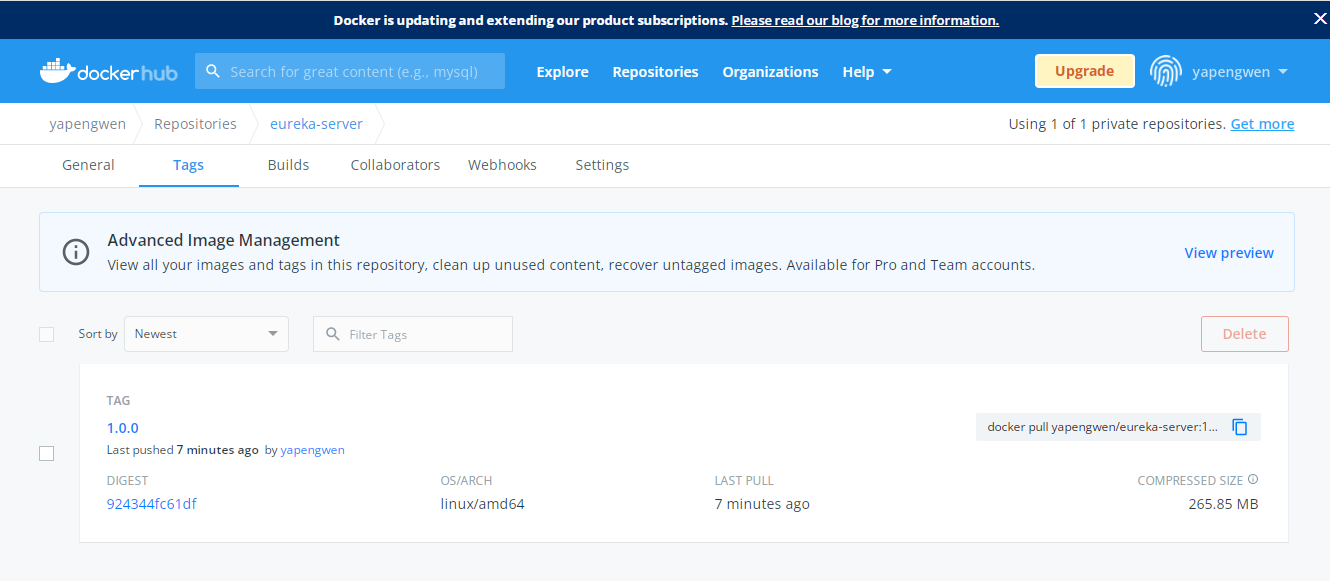 Docker is updating and extending our product subscriptions. Please read our blog for more information.
dockerhub Search for great content (e.g., mysql) Explore Repositories Organizations Help Upgrade yapengwen
yapengwen Repositories eureka-server Using 1 of 1 private repositories. Get more
General Tags Builds Collaborators Webhooks Settings
Advanced Image Management
View all your images and tags in this repository, clean up unused content, recover untagged images. Available for Pro and Team accounts.
View preview
Sort by Newest Filter Tags Delete
TAG
1.0.0
docker pull yapengwen/eureka-server:1...
Last pushed 7 minutes ago by yapengwen
DIGEST OS/ARCH LAST PULL COMPRESSED SIZE
924344fc61df linux/amd64 7 minutes ago 265.85 MB